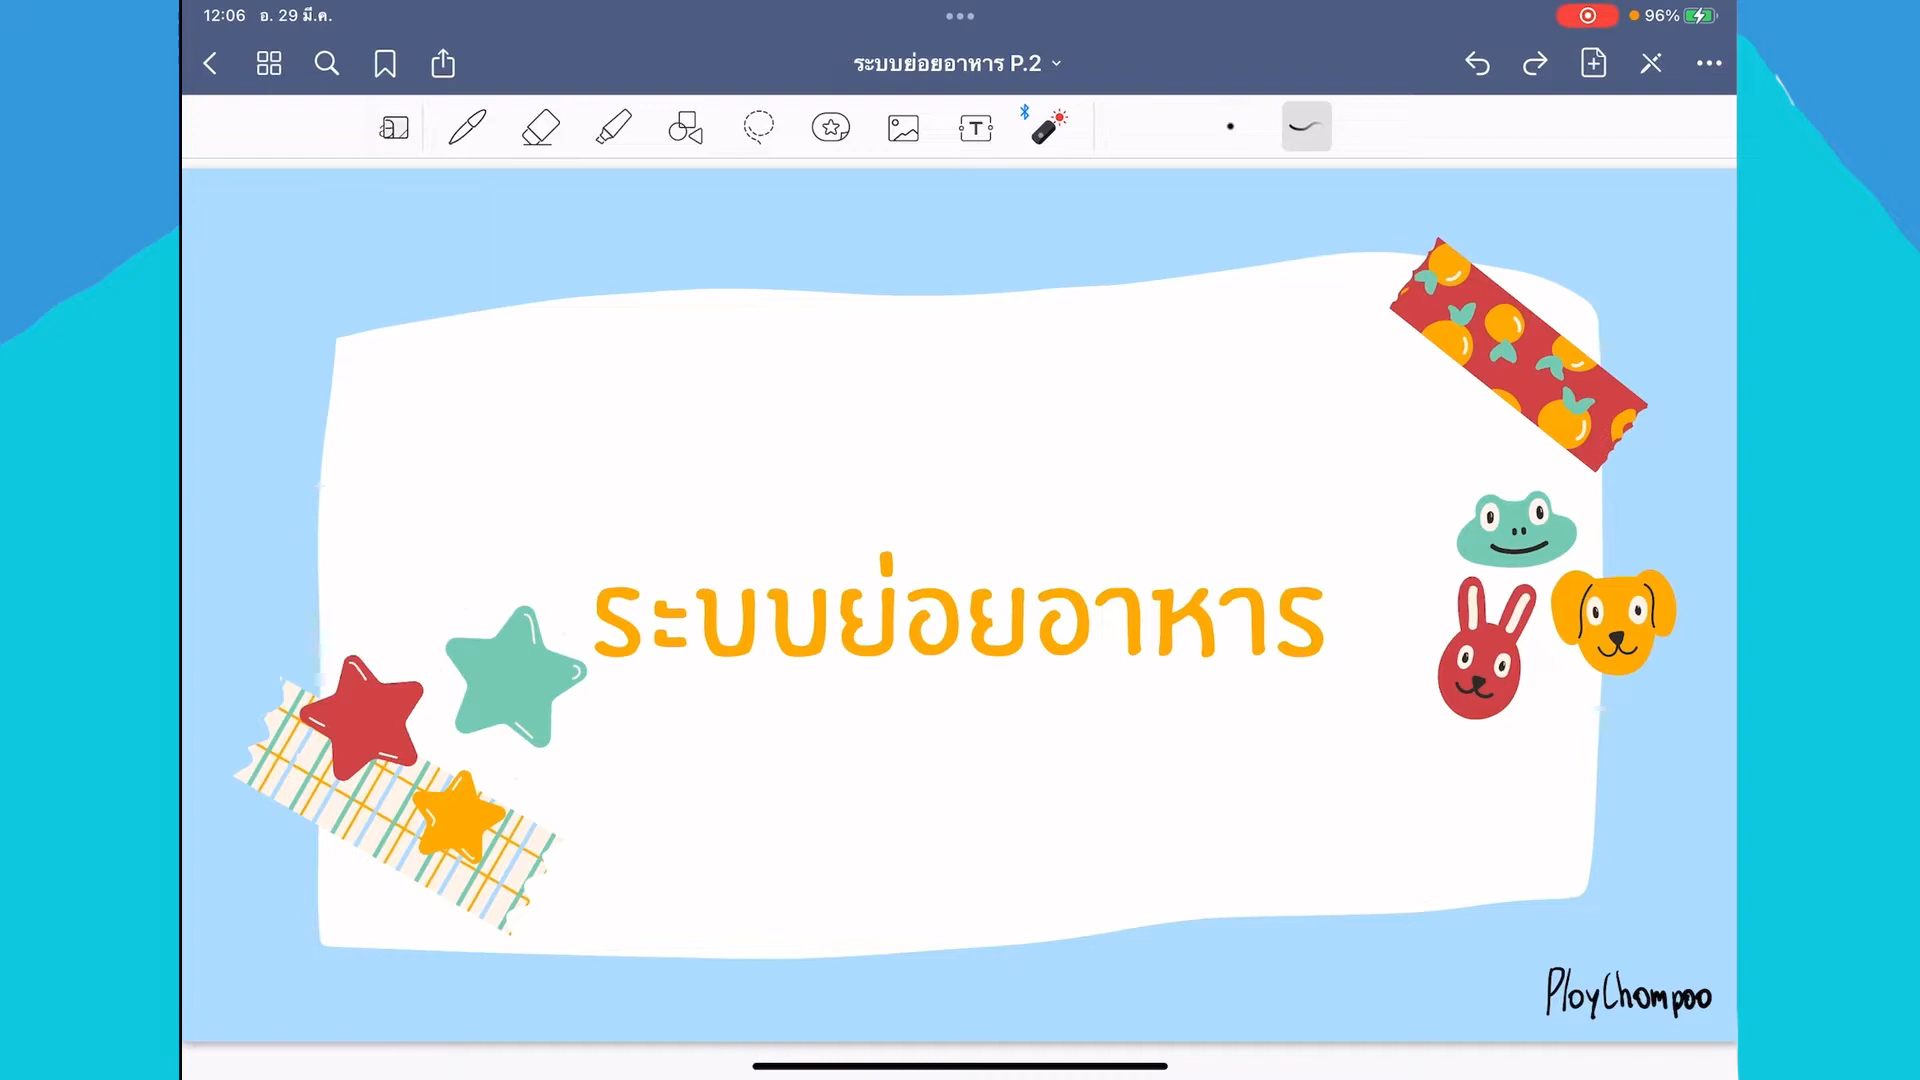 12:06 อ. 29 มี.ค.
96%
ระบบย่อยอาหาร P.2
T
ระบบย่อยอาหาร
PloyChompoo